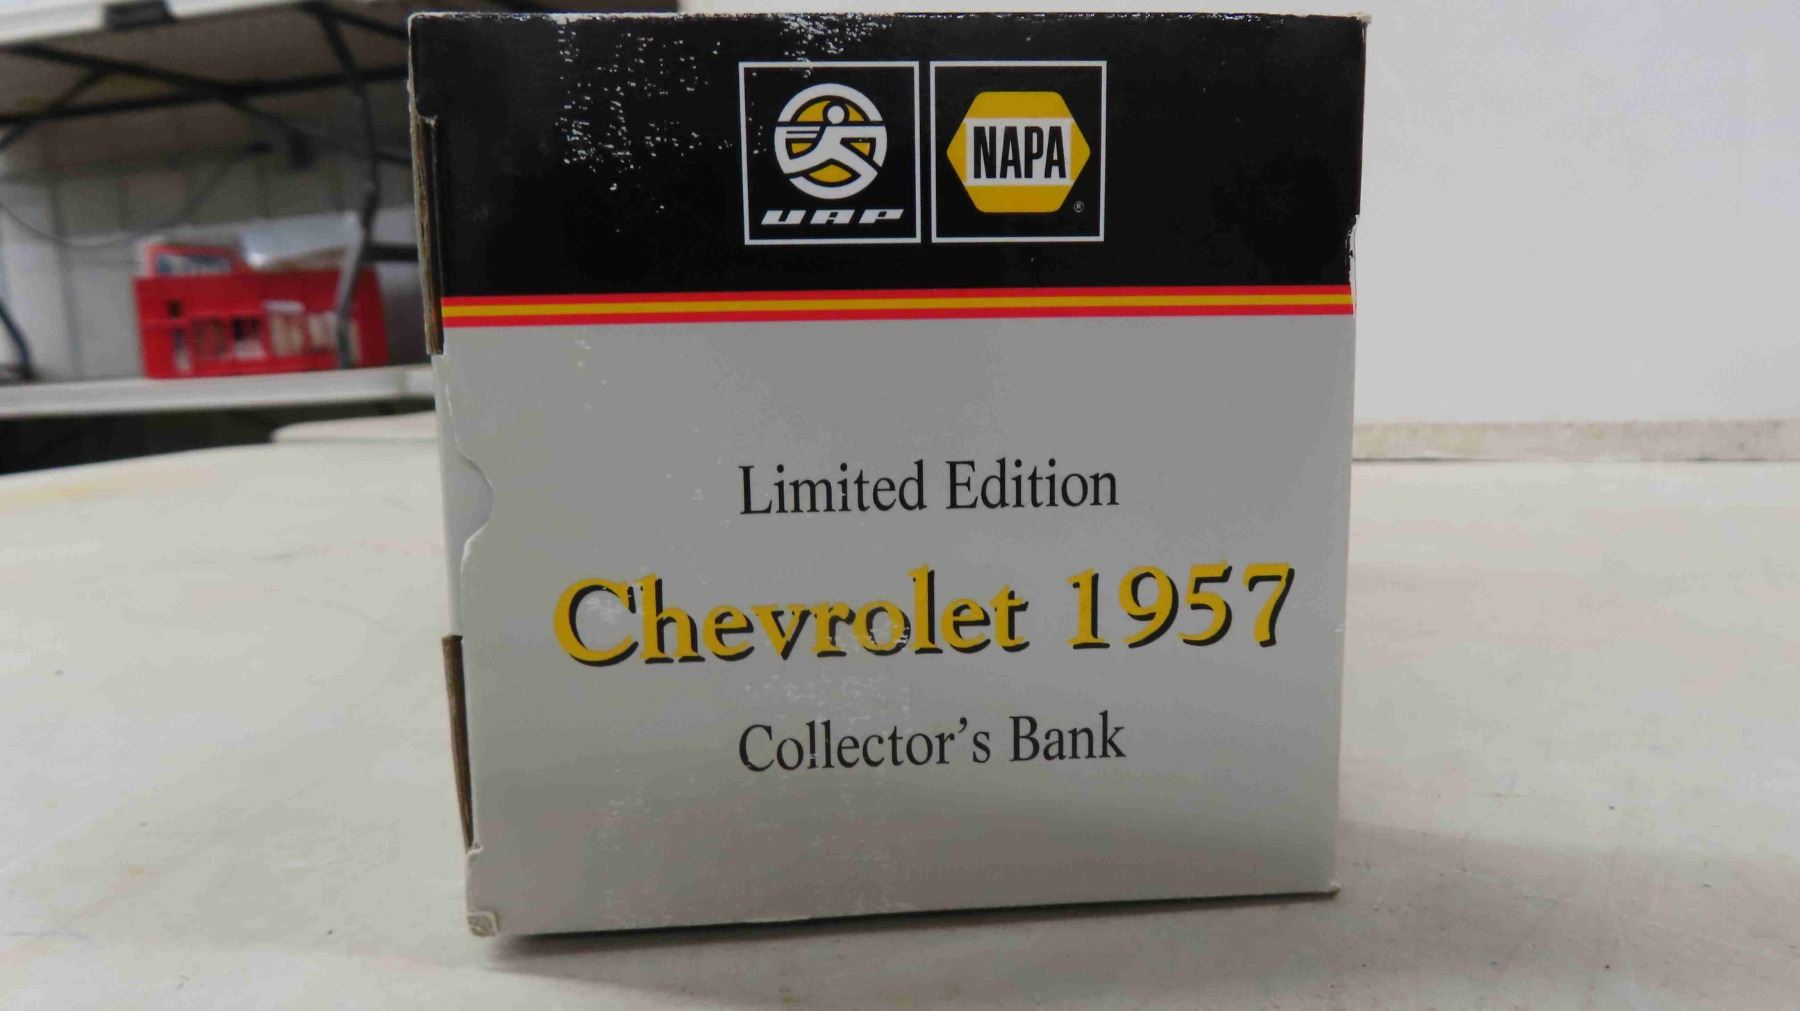 UAP
NAPA
®
Limited Edition
Chevrolet 1957
Collector's Bank